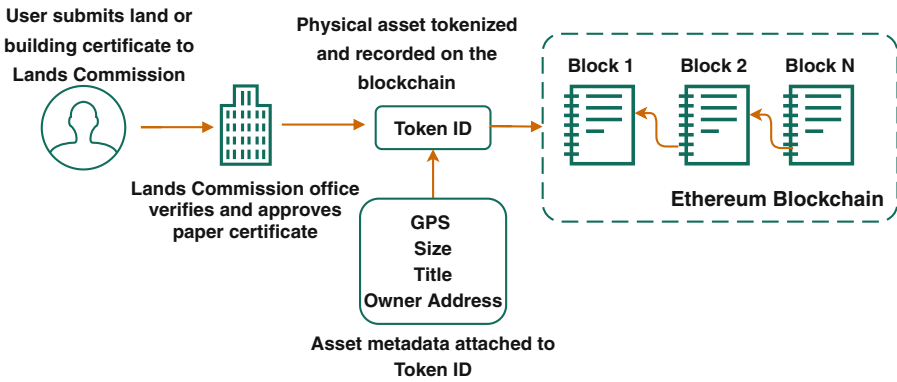 User submits land or
building certificate to
Lands Commission
Physical asset tokenized
and recorded on the
blockchain
Token ID
Lands Commission office
verifies and approves
paper certificate
GPS
Size
Title
Owner Address
Asset metadata attached to
Token ID
Block 1
Block 2
Block N
Ethereum Blockchain